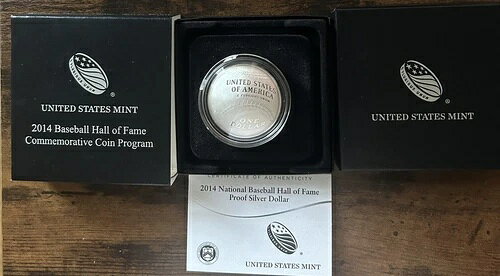 ®
UNITED STATES MINT
2014 Baseball Hall of Fame
Commemorative Coin Program
UNITED STATES
OF AMERICA
ONE
DOLLAR
®
UNITED STATES MINT
CERTIFICATE OF AUTHENTICITY
2014 National Baseball Hall of Fame
Proof Silver Dollar
UNITED STATES MINT